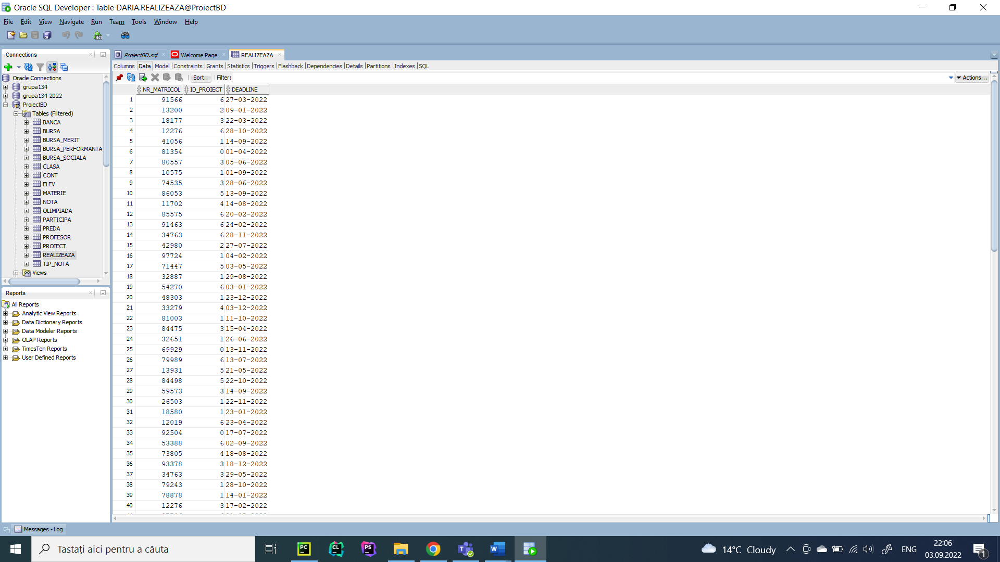 Oracle SQL Developer : Table DARIA.REALIZEAZA@ProiectBD
File Edit View Navigate Run Team Tools Window Help
Connections
Oracle Connections
grupa134
grupa134-2022
ProiectBD
Tables (Filtered)
BANCA
BURSA
BURSA_MERIT
BURSA_PERFORMANTA
BURSA_SOCIALA
CLASA
CONT
ELEV
MATERIE
NOTA
OLIMPIADA
PARTICIPA
PREDA
PROFESOR
PROIECT
REALIZEAZA
TIP_NOTA
Views
Reports
All Reports
Analytic View Reports
Data Dictionary Reports
Data Modeler Reports
OLAP Reports
TimesTen Reports
User Defined Reports
ProiectBD.sql Welcome Page REALIZEAZA
Columns Data Model Constraints Grants Statistics Triggers Flashback Dependencies Details Partitions Indexes SQL
Sort.. Filter: Actions...
NR_MATRICOL ID_PROIECT DEADLINE
1 91566 6 27-03-2022
2 13200 2 09-01-2022
3 18177 3 22-03-2022
4 12276 6 28-10-2022
5 41056 1 14-09-2022
6 81354 0 01-04-2022
7 80557 3 05-06-2022
8 10575 1 01-09-2022
9 74535 3 28-06-2022
10 86053 5 13-09-2022
11 11702 4 14-08-2022
12 85575 6 20-02-2022
13 91463 6 24-02-2022
14 34763 6 28-11-2022
15 42980 2 27-07-2022
16 97724 1 04-02-2022
17 71447 5 03-05-2022
18 32887 1 29-08-2022
19 54270 6 03-01-2022
20 48303 1 23-12-2022
21 33279 4 03-12-2022
22 81003 1 11-10-2022
23 84475 3 15-04-2022
24 32651 1 26-06-2022
25 69929 0 13-11-2022
26 79989 6 13-07-2022
27 13931 5 21-05-2022
28 84498 5 22-10-2022
29 59573 3 14-09-2022
30 26503 1 22-11-2022
31 18580 1 23-01-2022
32 12019 6 23-04-2022
33 92504 0 17-07-2022
34 53388 6 02-09-2022
35 73805 4 18-08-2022
36 93378 3 18-12-2022
37 34763 3 29-05-2022
38 79243 1 28-10-2022
39 78878 1 14-01-2022
40 12276 3 17-02-2022
Messages - Log
Tastați aici pentru a căuta
14°C Cloudy
ENG
22:06
03.09.2022
1